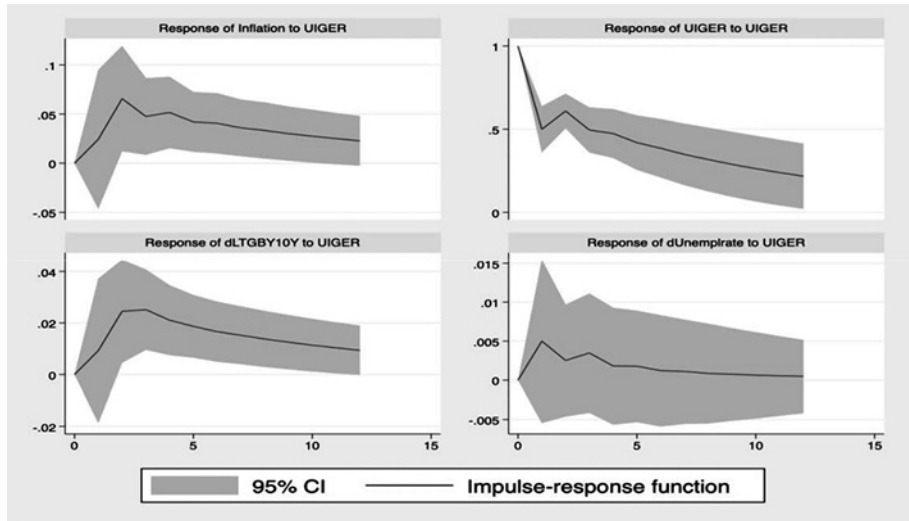 Response of Inflation to UIGER
.1
.05
0
-.05
Response of UIGER to UIGER
1
.5
0
Response of dLTGBY10Y to UIGER
.04
.02
0
-.02
0 5 10 15
Response of dUnemplrate to UIGER
.015
.01
.005
0
-.005
0 5 10 15
95% CI Impulse-response function